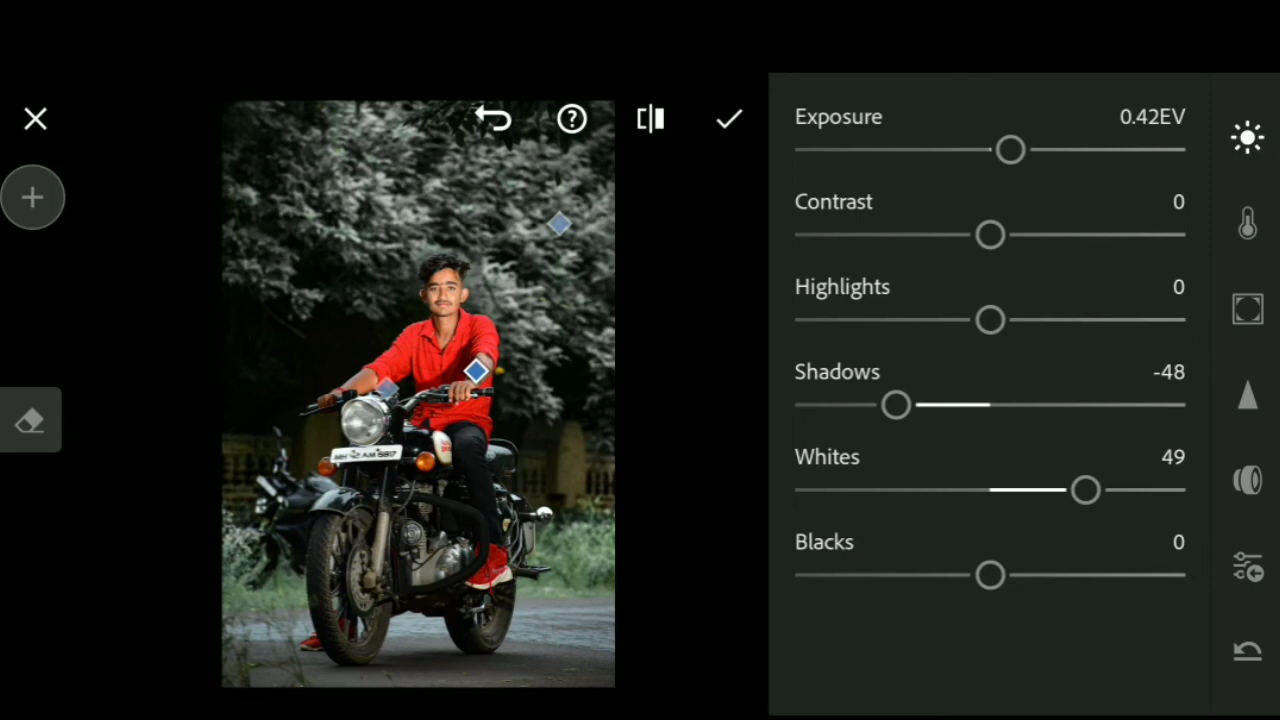 Exposure 0.42EV
Contrast 0
Highlights 0
Shadows -48
Whites 49
Blacks 0